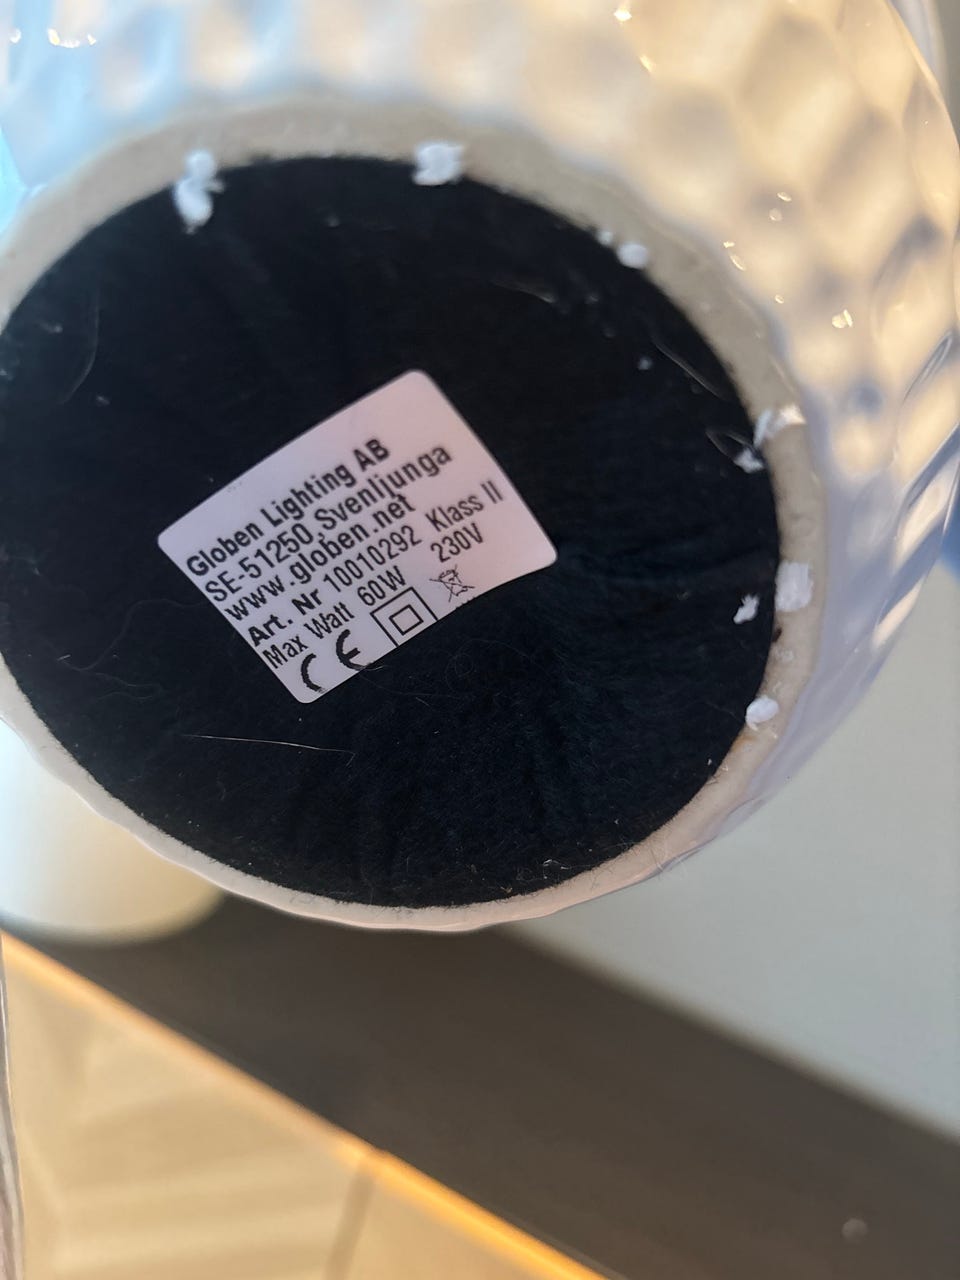 Globen Lighting AB
SE-51250 Svenljunga
www.globen.net
Art. Nr 10010292 Klass II
Max Watt 60W 230V
CE